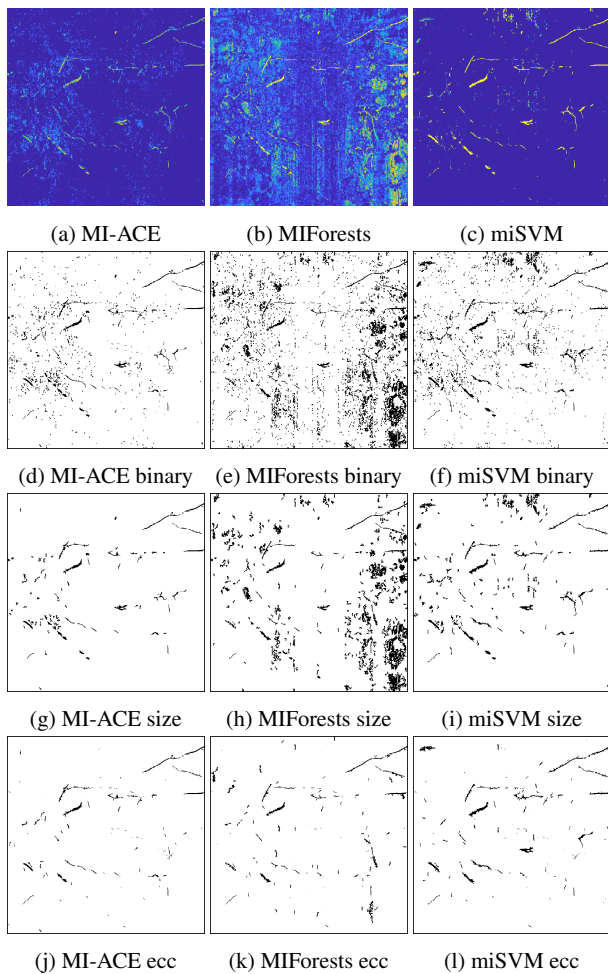 (a) MI-ACE (b) MIForests (c) miSVM
(d) MI-ACE binary (e) MIForests binary (f) miSVM binary
(g) MI-ACE size (h) MIForests size (i) miSVM size
(j) MI-ACE ecc (k) MIForests ecc (l) miSVM ecc